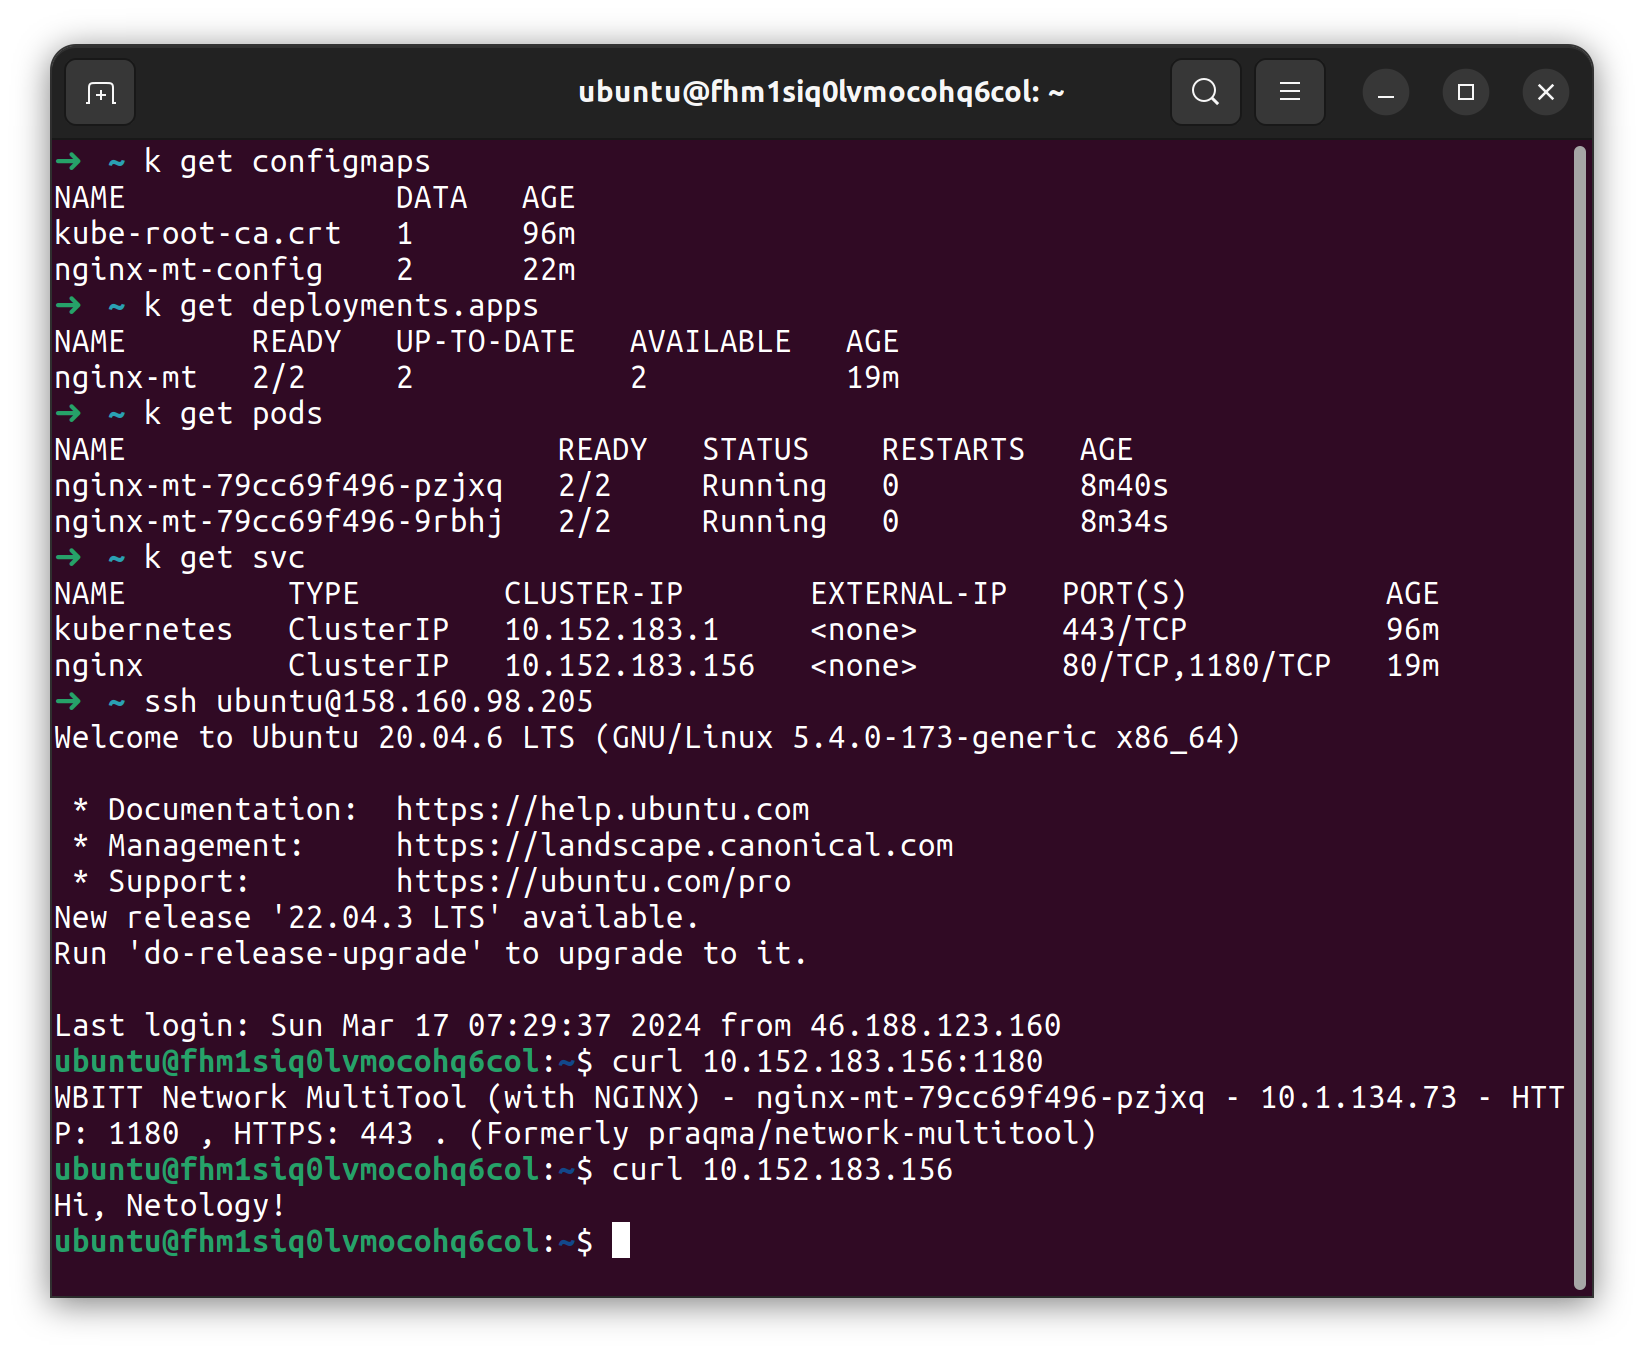 ubuntu@fhm1siq0lvmocohq6col: ~
➜  ~ k get configmaps
NAME               DATA   AGE
kube-root-ca.crt   1      96m
nginx-mt-config    2      22m
➜  ~ k get deployments.apps
NAME       READY   UP-TO-DATE   AVAILABLE   AGE
nginx-mt   2/2     2            2           19m
➜  ~ k get pods
NAME                        READY   STATUS    RESTARTS   AGE
nginx-mt-79cc69f496-pzjxq   2/2     Running   0          8m40s
nginx-mt-79cc69f496-9rbhj   2/2     Running   0          8m34s
➜  ~ k get svc
NAME         TYPE        CLUSTER-IP       EXTERNAL-IP   PORT(S)           AGE
kubernetes   ClusterIP   10.152.183.1     <none>        443/TCP           96m
nginx        ClusterIP   10.152.183.156   <none>        80/TCP,1180/TCP   19m
➜  ~ ssh ubuntu@158.160.98.205
Welcome to Ubuntu 20.04.6 LTS (GNU/Linux 5.4.0-173-generic x86_64)

 * Documentation:  https://help.ubuntu.com
 * Management:     https://landscape.canonical.com
 * Support:        https://ubuntu.com/pro
New release '22.04.3 LTS' available.
Run 'do-release-upgrade' to upgrade to it.

Last login: Sun Mar 17 07:29:37 2024 from 46.188.123.160
ubuntu@fhm1siq0lvmocohq6col:~$ curl 10.152.183.156:1180
WBITT Network MultiTool (with NGINX) - nginx-mt-79cc69f496-pzjxq - 10.1.134.73 - HTT
P: 1180 , HTTPS: 443 . (Formerly praqma/network-multitool)
ubuntu@fhm1siq0lvmocohq6col:~$ curl 10.152.183.156
Hi, Netology!
ubuntu@fhm1siq0lvmocohq6col:~$